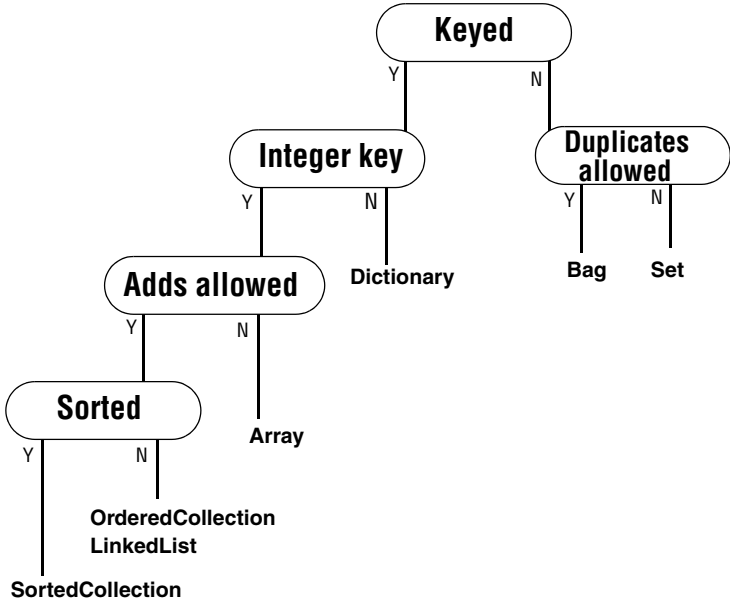 Keyed
Y
N
Integer key
Duplicates
allowed
Y
N
Y
N
Adds allowed
Dictionary
Bag
Set
Y
N
Sorted
Array
Y
N
OrderedCollection
LinkedList
SortedCollection